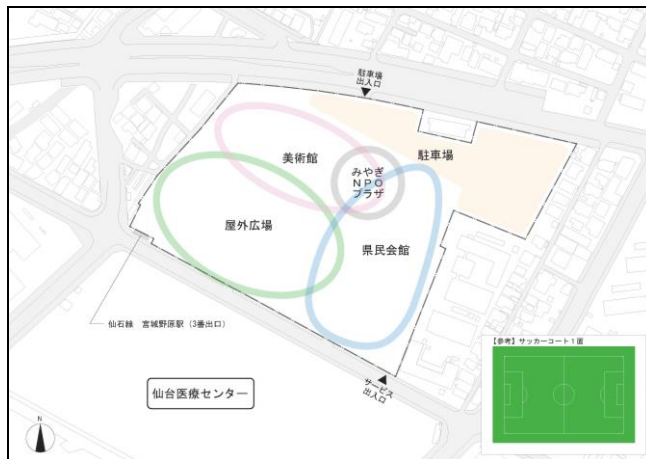 駐車場
出入口
美術館
駐車場
みやぎ
NPO
プラザ
屋外広場
県民会館
仙石線 宮城野原駅(3番出口)
【参考】サッカーコート1面
サービス
出入口
仙台医療センター
N